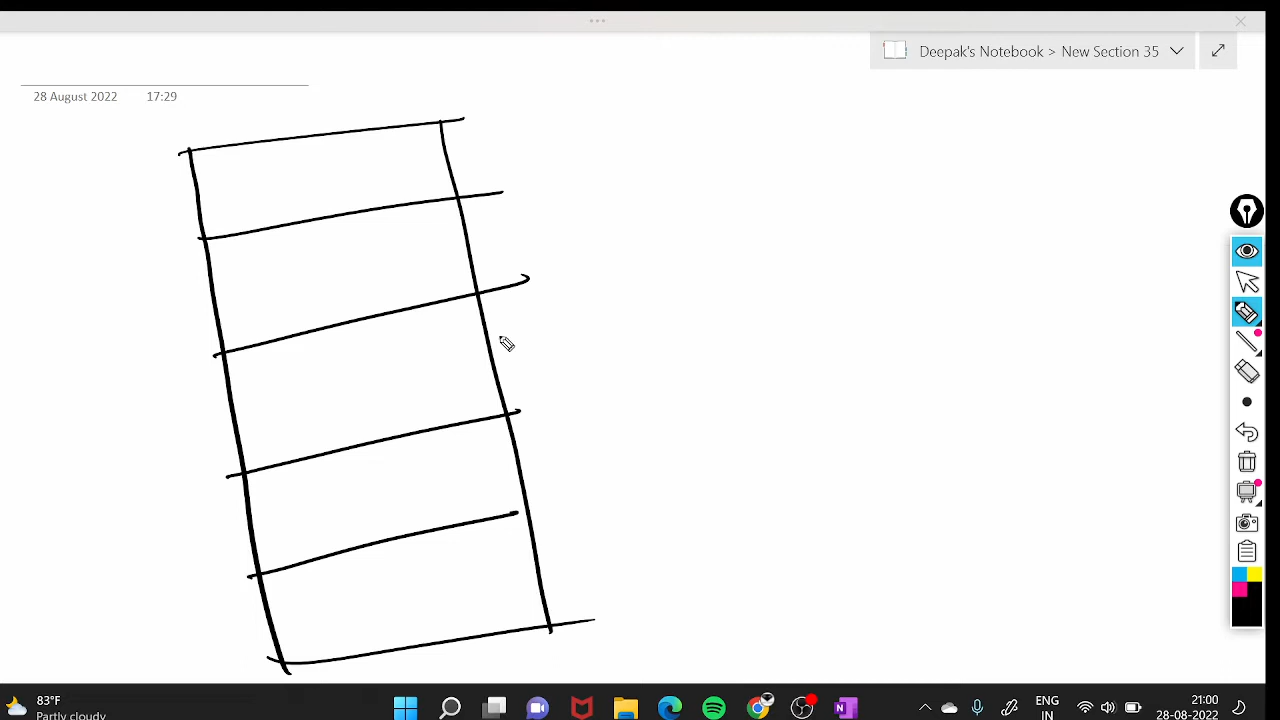 Deepak's Notebook > New Section 35
28 August 2022 17:29
83°F
Partly cloudy
ENG
IN
21:00
28-08-2022